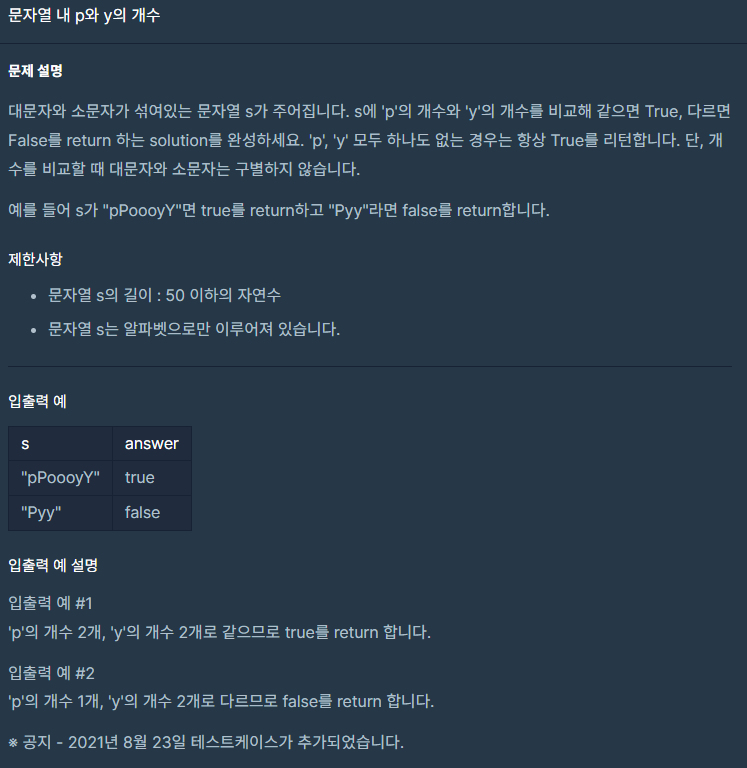 문자열 내 p와 y의 개수
문제 설명
대문자와 소문자가 섞여있는 문자열 s가 주어집니다. s에 'p'의 개수와 'y'의 개수를 비교해 같으면 True, 다르면
False를 return 하는 solution를 완성하세요. 'p', 'y' 모두 하나도 없는 경우는 항상 True를 리턴합니다. 단, 개
수를 비교할 때 대문자와 소문자는 구별하지 않습니다.
예를 들어 s가 "pPoooyY"면 true를 return하고 "Pyy"라면 false를 return합니다.
제한사항
• 문자열 s의 길이 : 50 이하의 자연수
• 문자열 s는 알파벳으로만 이루어져 있습니다.
입출력 예
s answer
"pPoooyY" true
"Pyy" false
입출력 예 설명
입출력 예 #1
'p'의 개수 2개, 'y'의 개수 2개로 같으므로 true를 return 합니다.
입출력 예 #2
'p'의 개수 1개, 'y'의 개수 2개로 다르므로 false를 return 합니다.
※ 공지 - 2021년 8월 23일 테스트케이스가 추가되었습니다.